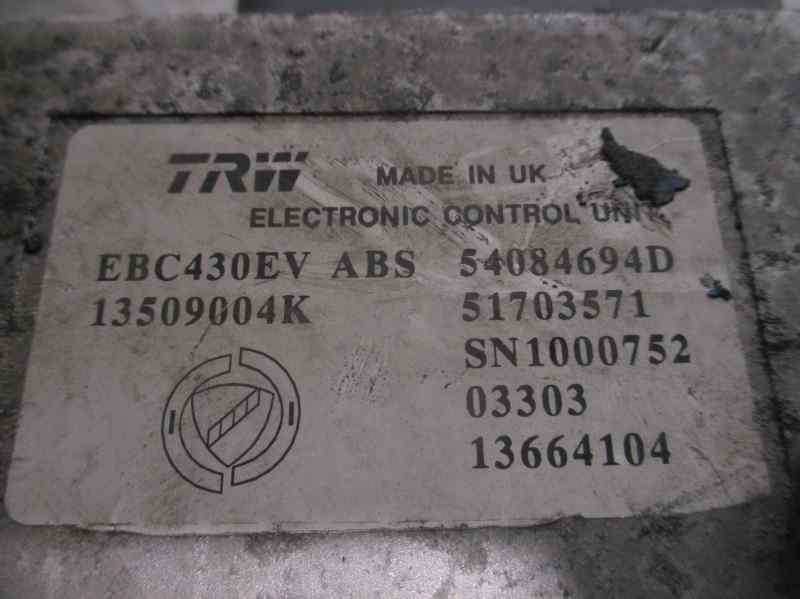 TRW MADE IN UK
ELECTRONIC CONTROL UNIT
EBC430EV ABS 54084694D
13509004K 51703571
SN1000752
03303
13664104